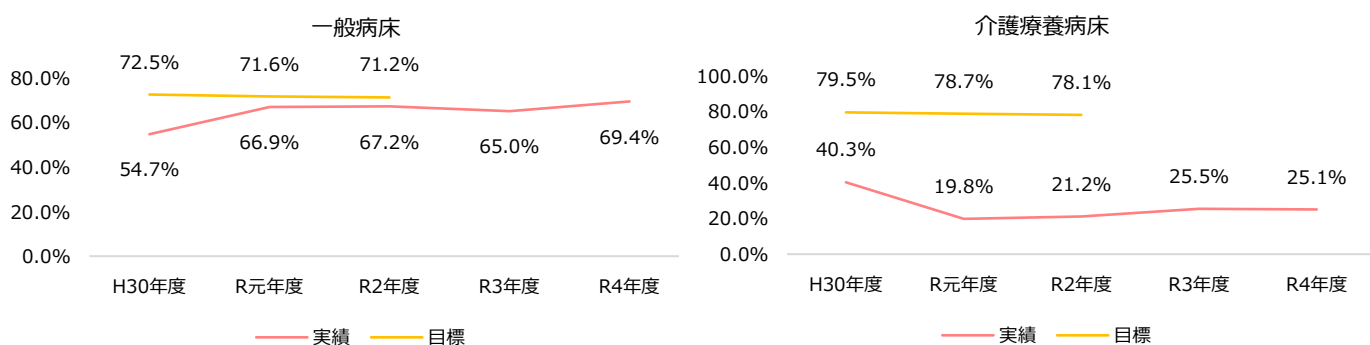 一般病床
72.5% 71.6% 71.2%
80.0%
60.0%
40.0%
20.0%
0.0%
54.7% 66.9% 67.2% 65.0% 69.4%
H30年度 R元年度 R2年度 R3年度 R4年度
実績 目標
介護療養病床
79.5% 78.7% 78.1%
100.0%
80.0%
60.0%
40.0%
20.0%
0.0%
40.3% 19.8% 21.2% 25.5% 25.1%
H30年度 R元年度 R2年度 R3年度 R4年度
実績 目標